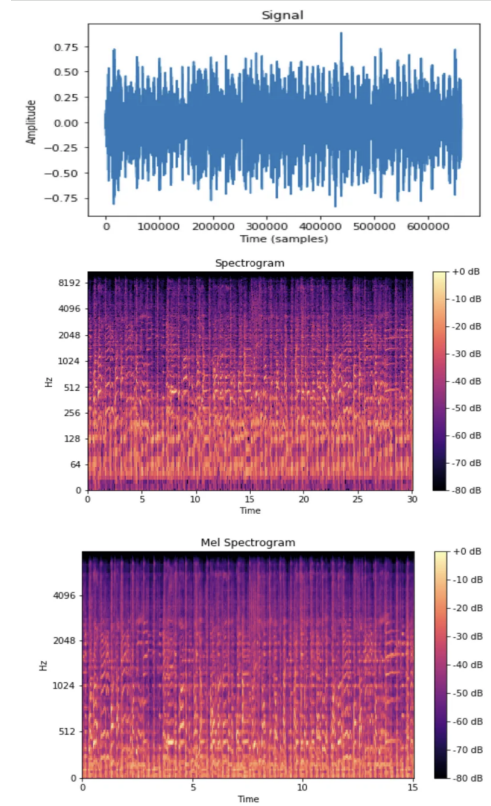 Signal
0.75
0.50
0.25
0.00
−0.25
−0.50
−0.75
Amplitude
0 100000 200000 300000 400000 500000 600000
Time (samples)
Spectrogram
8192
4096
2048
1024
512
256
128
64
0
Hz
0 5 10 15 20 25 30
Time
+0 dB
-10 dB
-20 dB
-30 dB
-40 dB
-50 dB
-60 dB
-70 dB
-80 dB
Mel Spectrogram
4096
2048
1024
512
0
Hz
0 5 10 15
Time
+0 dB
-10 dB
-20 dB
-30 dB
-40 dB
-50 dB
-60 dB
-70 dB
-80 dB